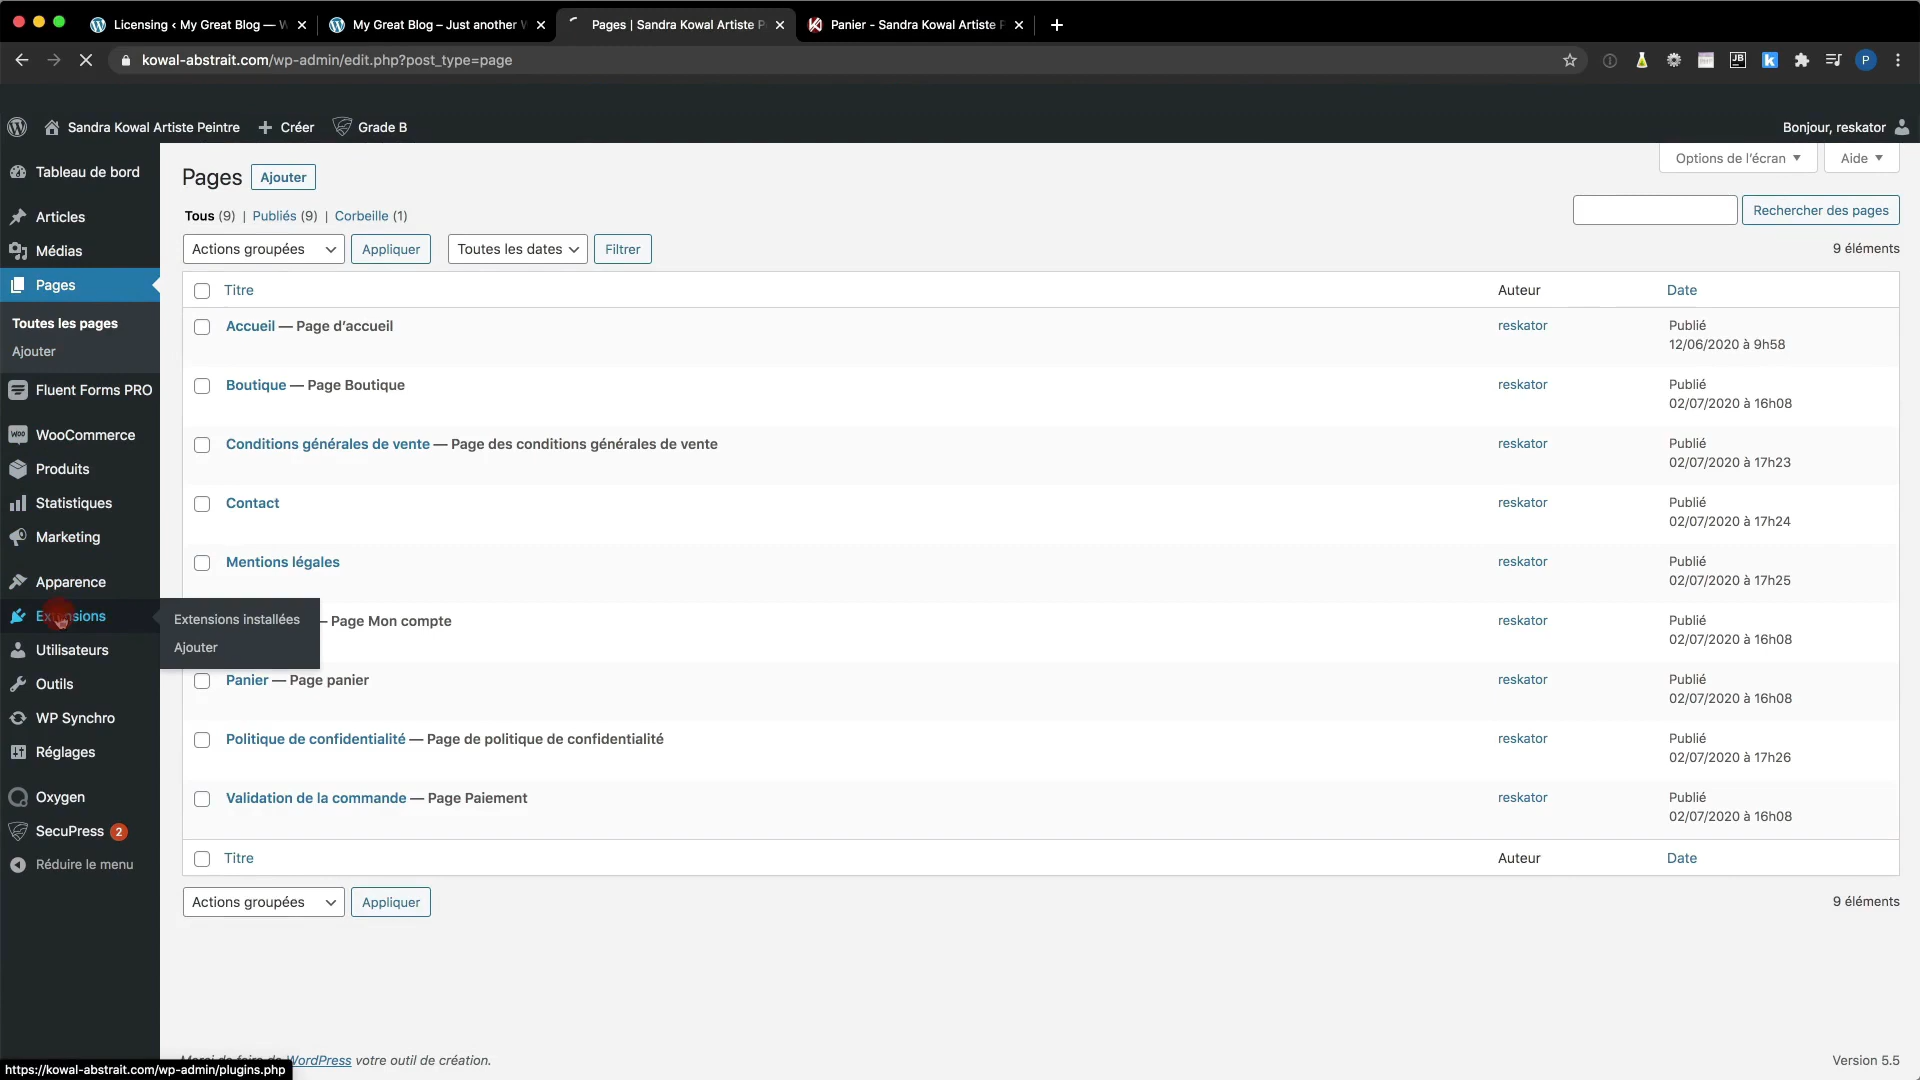 Licensing ‹ My Great Blog — W
My Great Blog – Just another W
Pages | Sandra Kowal Artiste P
Panier - Sandra Kowal Artiste P
kowal-abstrait.com/wp-admin/edit.php?post_type=page
JB
k
P
Sandra Kowal Artiste Peintre
Créer
Grade B
Bonjour, reskator
Tableau de bord
Articles
Médias
Pages
Toutes les pages
Ajouter
Fluent Forms PRO
WooCommerce
Produits
Statistiques
Marketing
Apparence
Extensions
Utilisateurs
Outils
WP Synchro
Réglages
Oxygen
SecuPress 2
Réduire le menu
Extensions installées
Ajouter
Pages Ajouter
Options de l'écran
Aide
Tous (9) | Publiés (9) | Corbeille (1)
Rechercher des pages
Actions groupées Appliquer Toutes les dates Filtrer
9 éléments
Titre Auteur Date
Accueil — Page d'accueil reskator Publié
12/06/2020 à 9h58
Boutique — Page Boutique reskator Publié
02/07/2020 à 16h08
Conditions générales de vente — Page des conditions générales de vente reskator Publié
02/07/2020 à 17h23
Contact reskator Publié
02/07/2020 à 17h24
Mentions légales reskator Publié
02/07/2020 à 17h25
— Page Mon compte reskator Publié
02/07/2020 à 16h08
Panier — Page panier reskator Publié
02/07/2020 à 16h08
Politique de confidentialité — Page de politique de confidentialité reskator Publié
02/07/2020 à 17h26
Validation de la commande — Page Paiement reskator Publié
02/07/2020 à 16h08
Titre Auteur Date
Actions groupées Appliquer
9 éléments
WordPress votre outil de création.
Version 5.5
https://kowal-abstrait.com/wp-admin/plugins.php